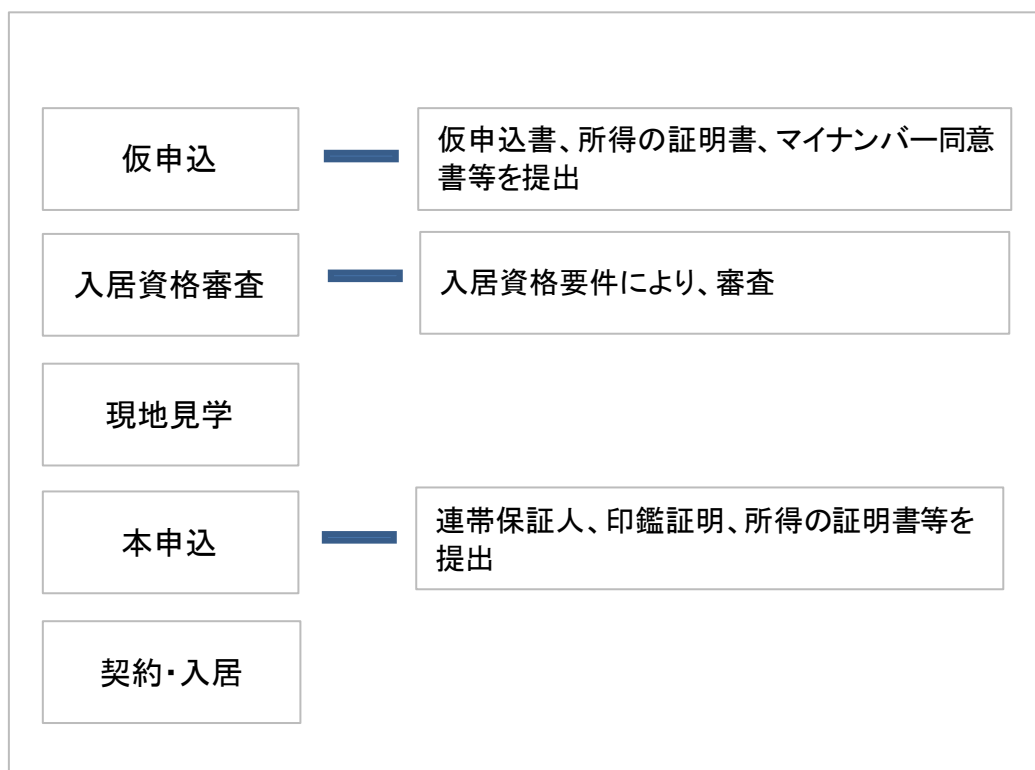 仮申込
仮申込書、所得の証明書、マイナンバー同意
書等を提出
入居資格審査
入居資格要件により、審査
現地見学
本申込
連帯保証人、印鑑証明、所得の証明書等を
提出
契約・入居